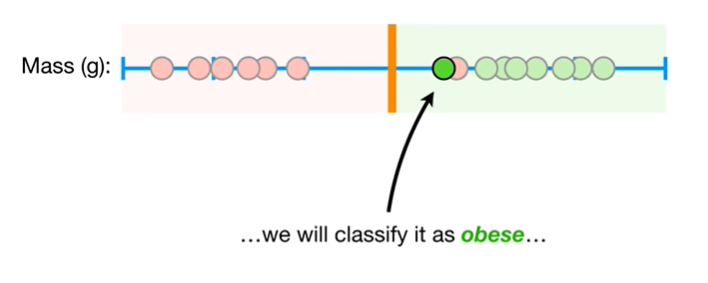 Mass (g):
...we will classify it as obese...